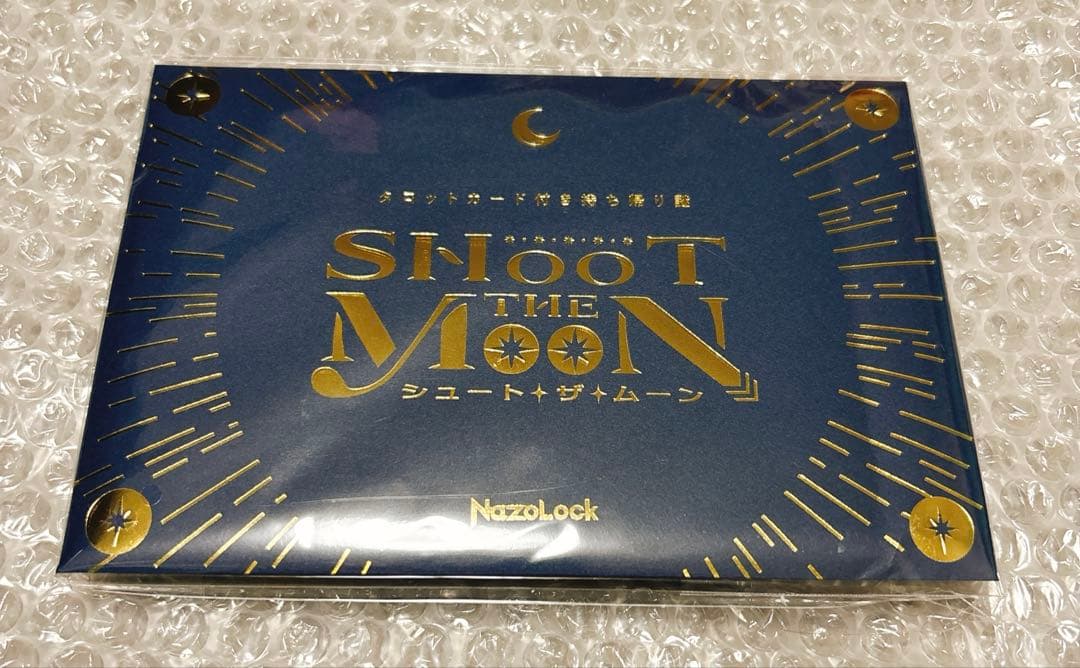 タロットカード付き持ち帰り謎
SHOOT
THE
MOON
シュート✦ザ✦ムーン
NazoLock